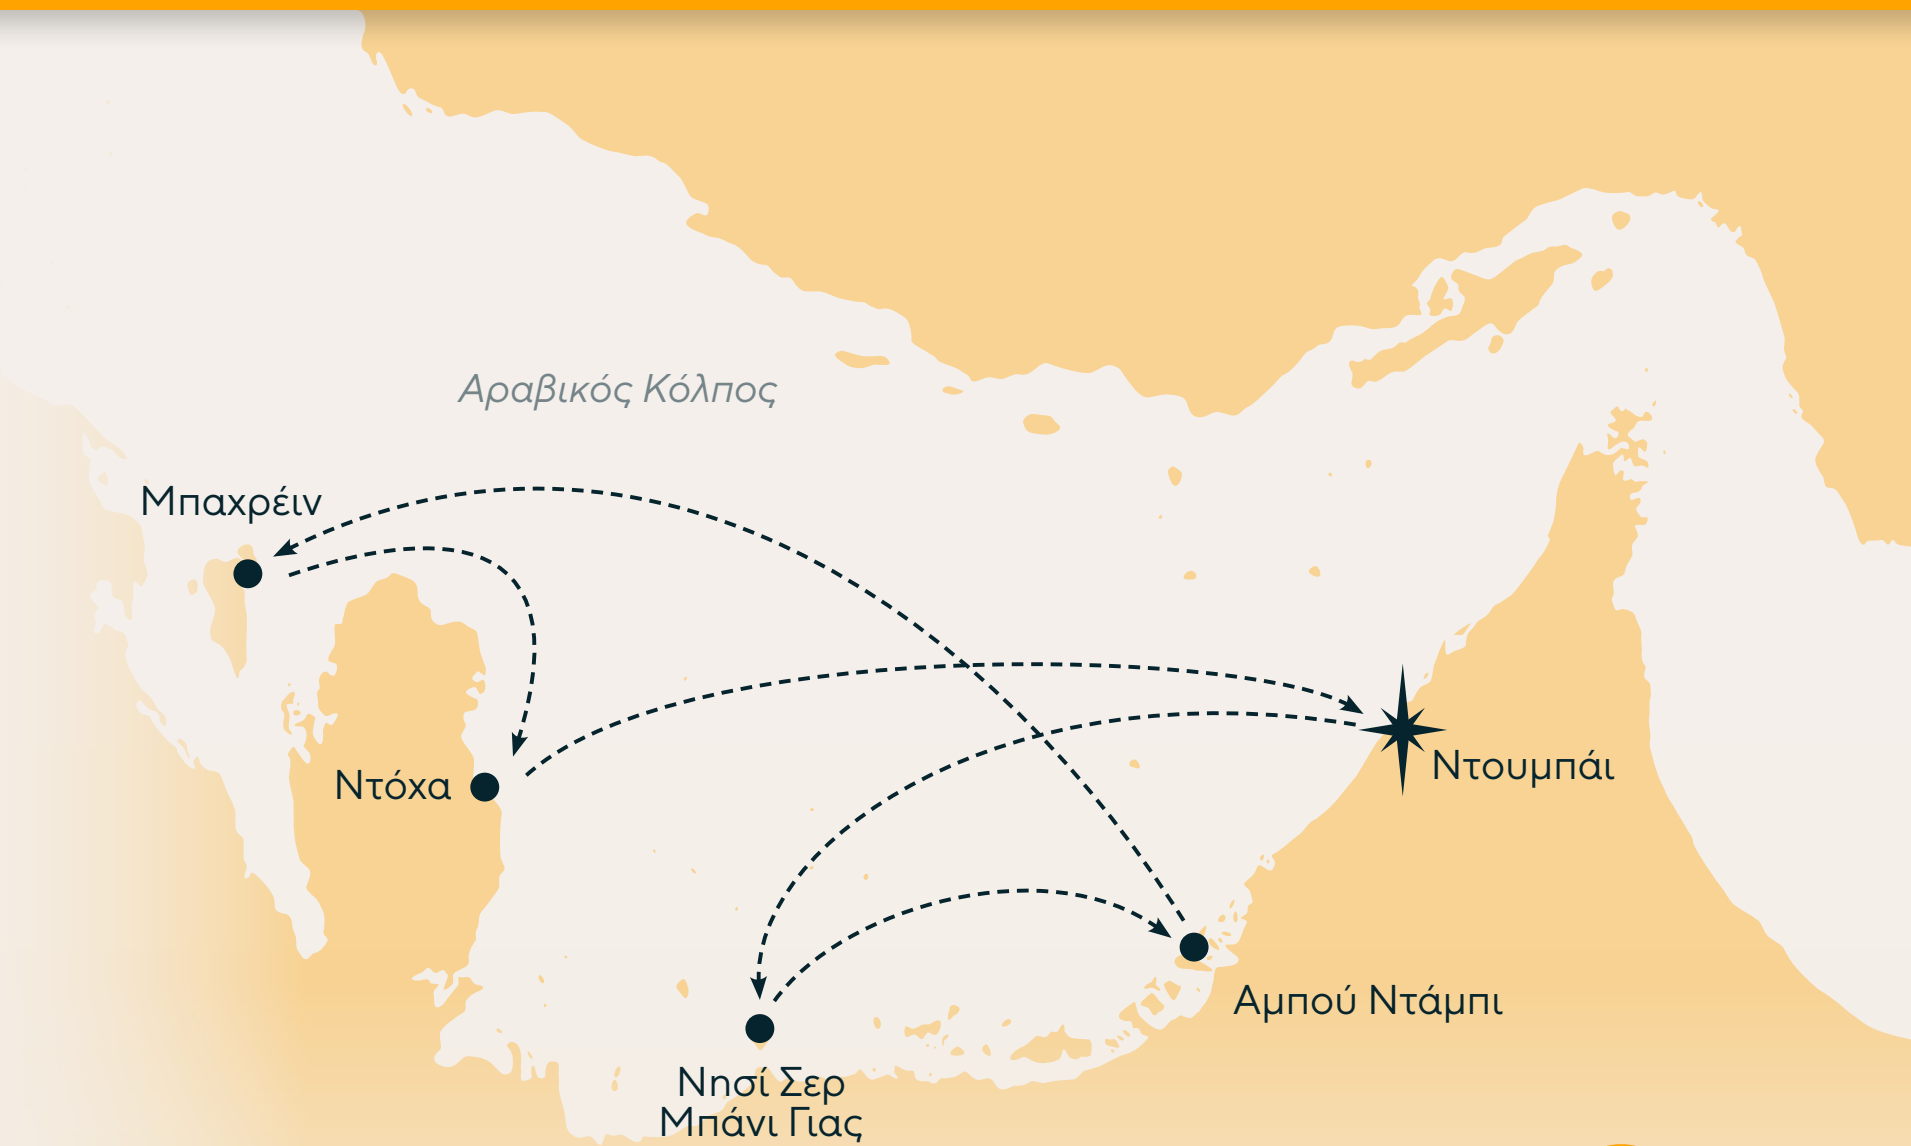 Αραβικός Κόλπος
Μπαχρέιν
Ντουμπάι
Ντόχα
Αμπού Ντάμπι
Νησί Σερ
Μπάνι Γιας